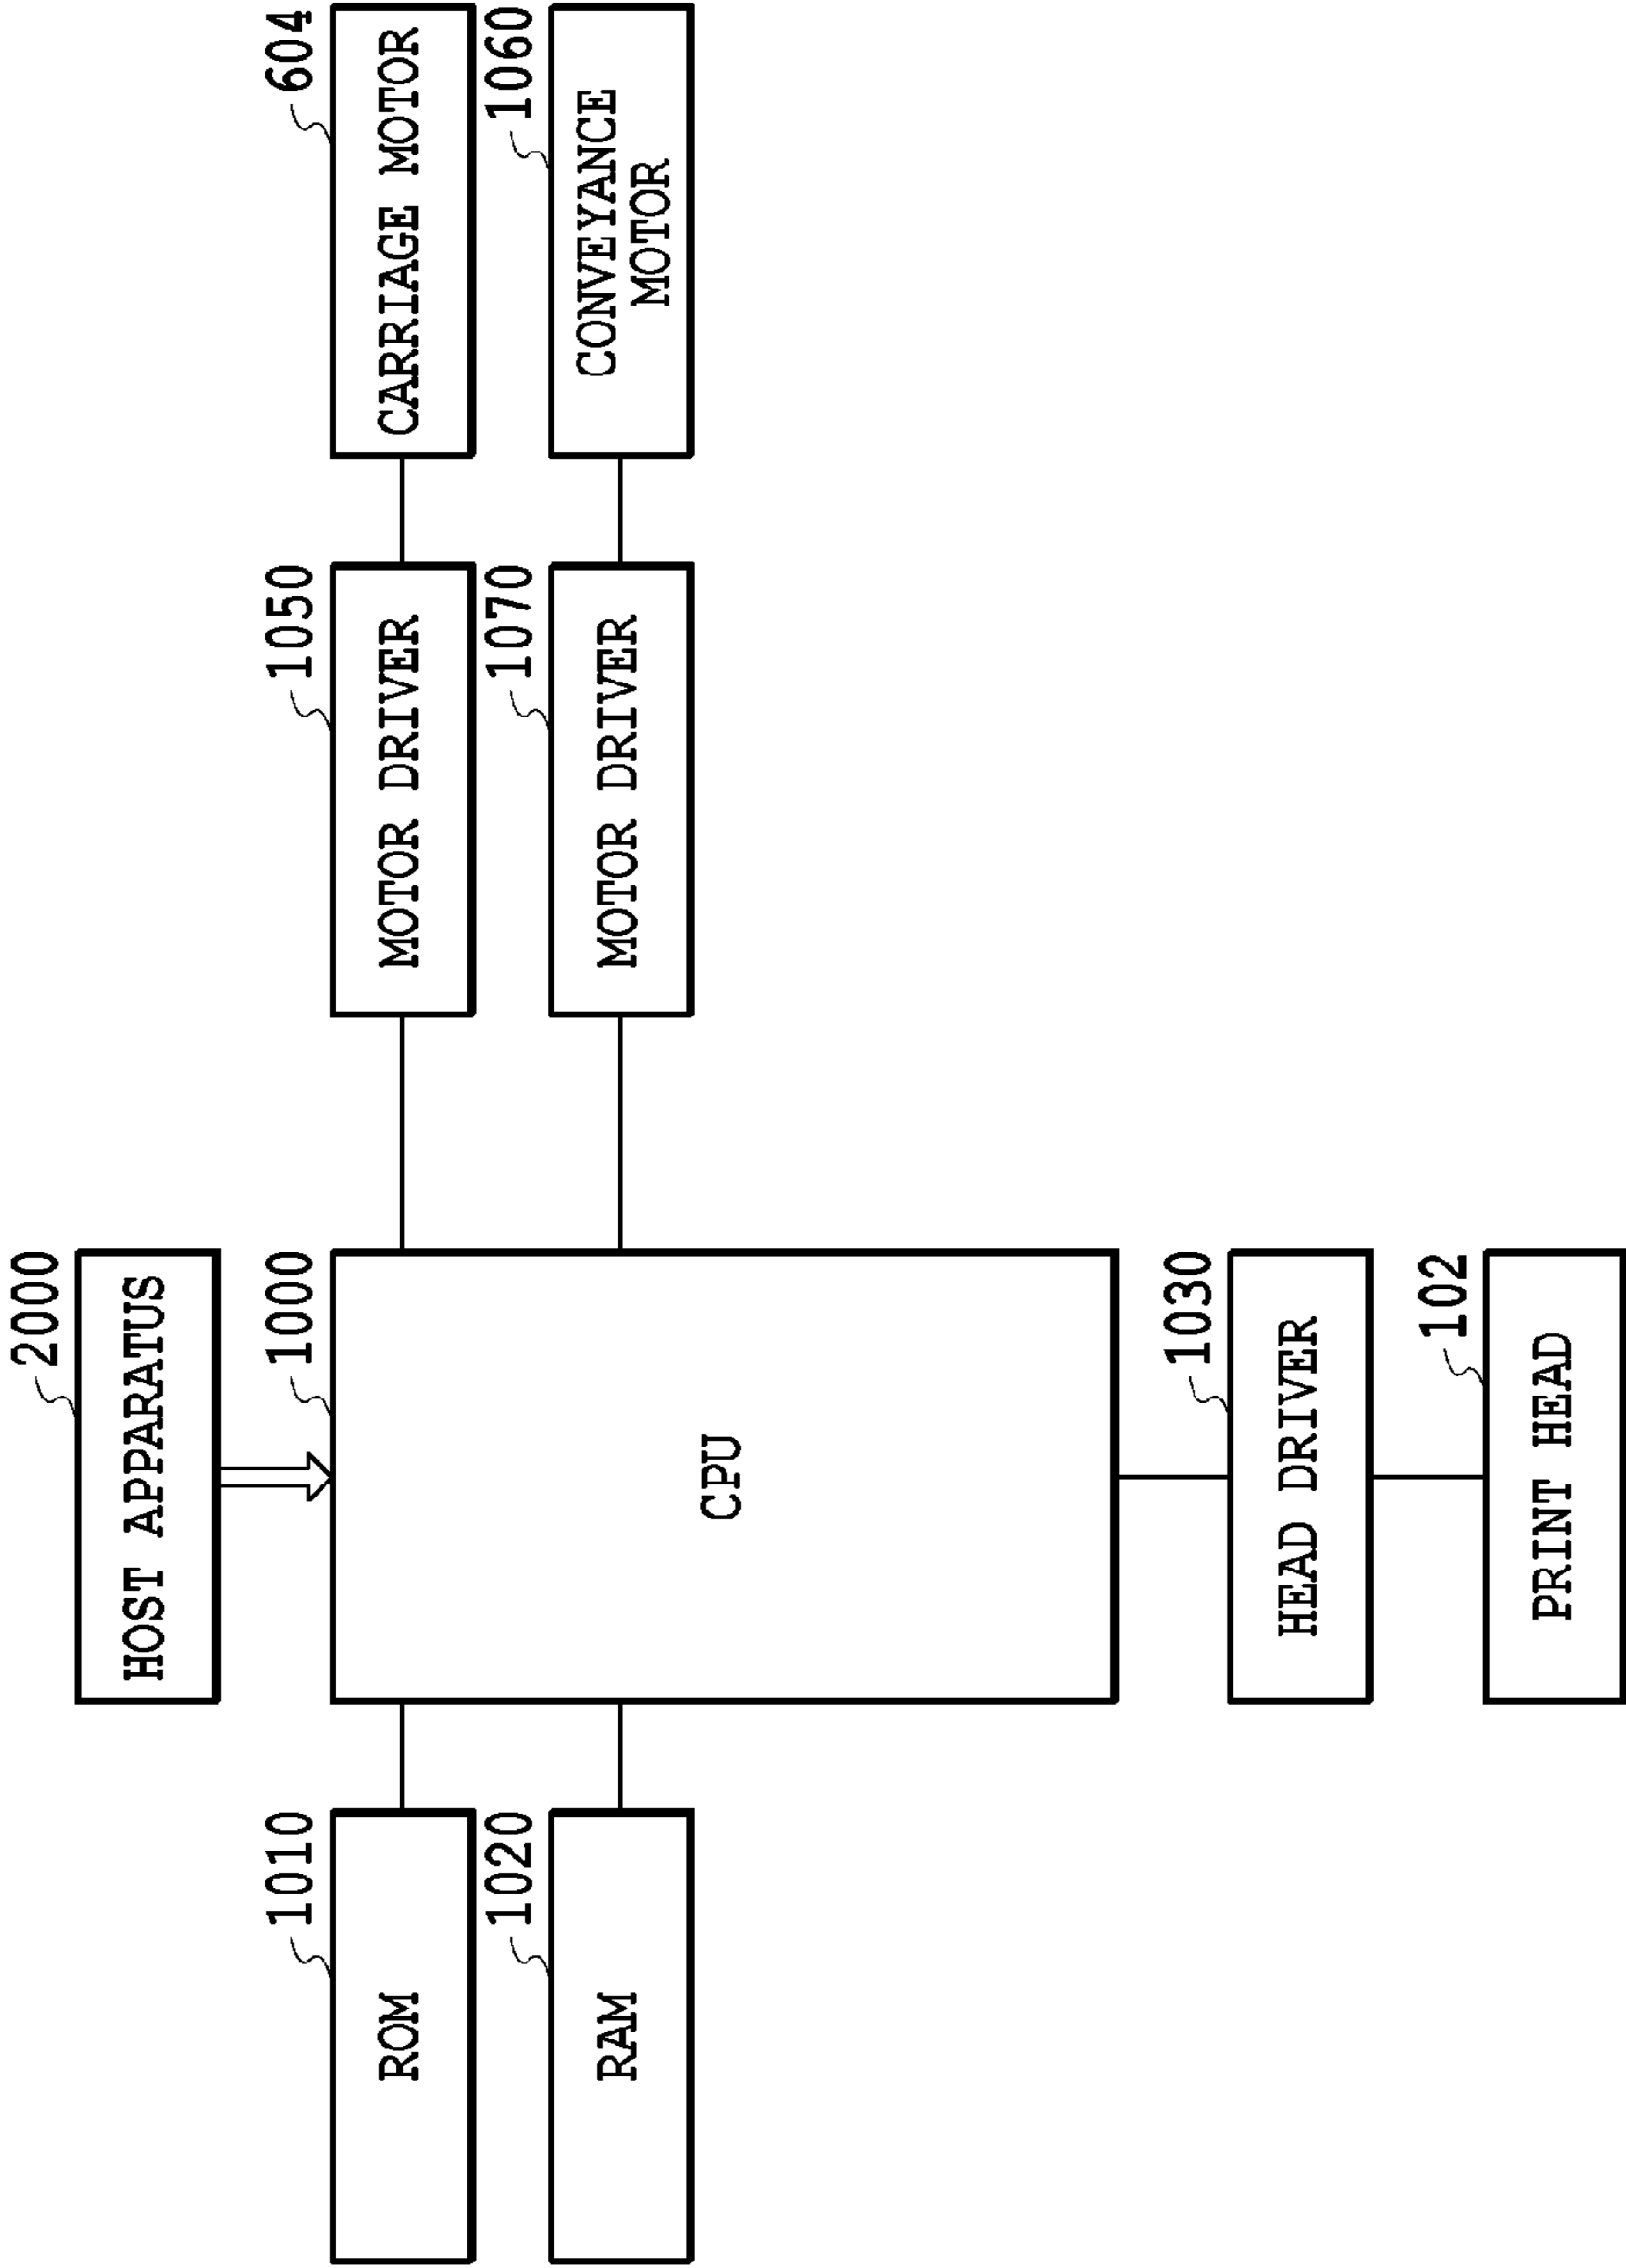 2000
HOST APPARATUS
1010
ROM
1000
CPU
1050
MOTOR DRIVER
604
CARRIAGE MOTOR
1020
RAM
1070
MOTOR DRIVER
1060
CONVEYANCE
MOTOR
1030
HEAD DRIVER
102
PRINT HEAD